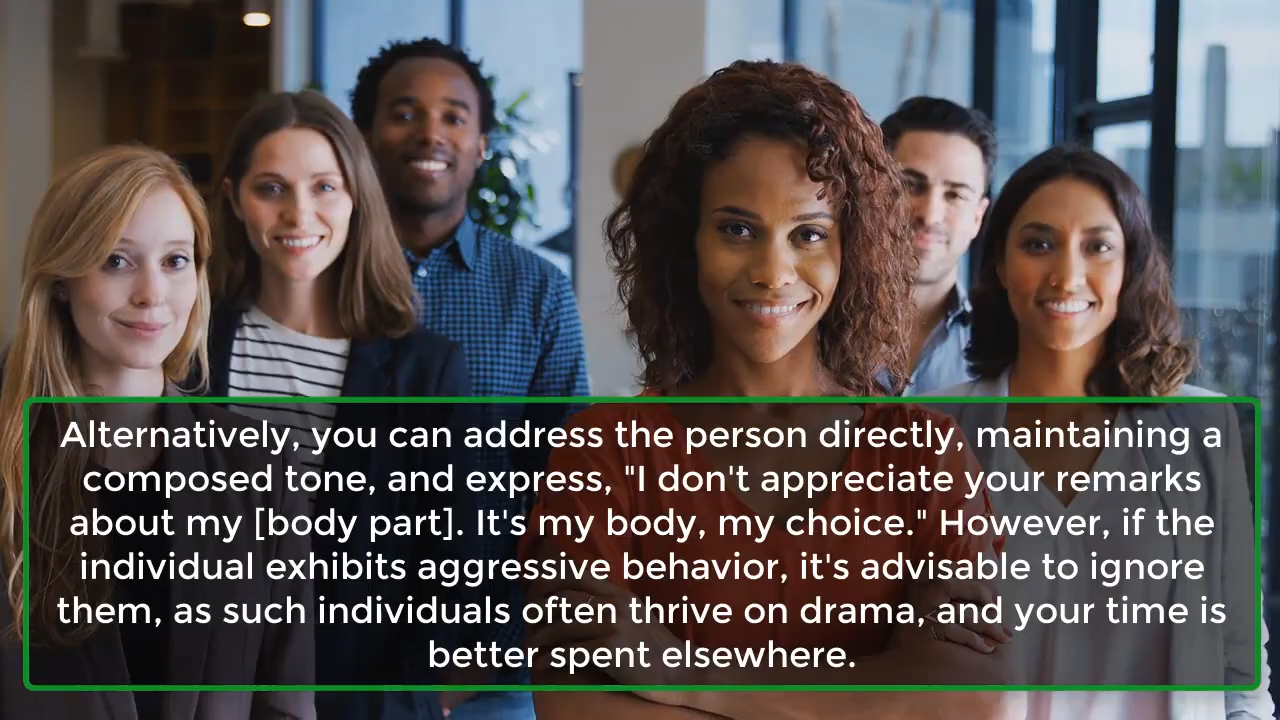 Alternatively, you can address the person directly, maintaining a
composed tone, and express, "I don't appreciate your remarks
about my [body part]. It's my body, my choice." However, if the
individual exhibits aggressive behavior, it's advisable to ignore
them, as such individuals often thrive on drama, and your time is
better spent elsewhere.